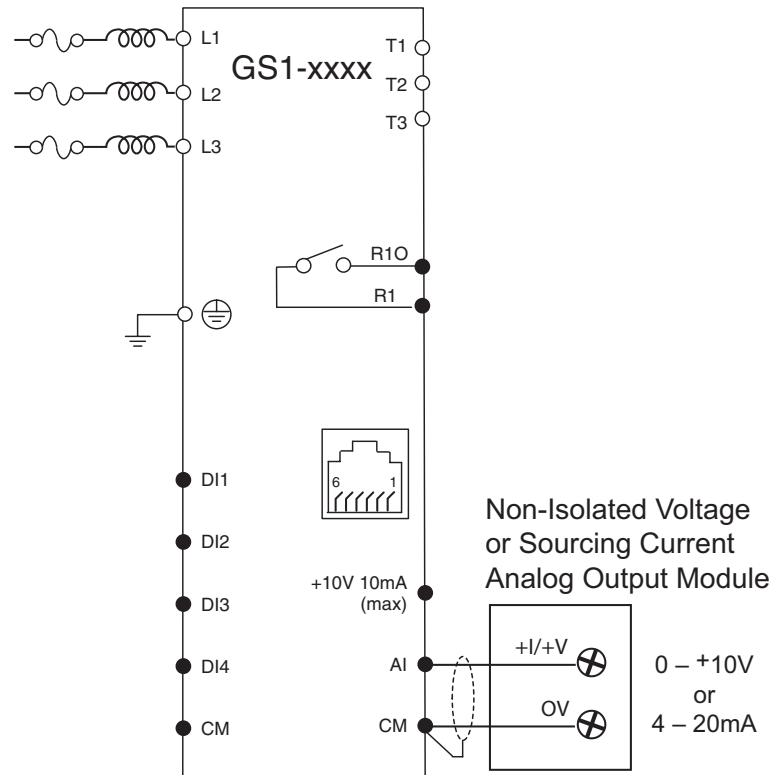 L1
GS1-xxxx
T1
L2
T2
L3
T3
R1O
R1
6 1
DI1
DI2
Non-Isolated Voltage
or Sourcing Current
Analog Output Module
+10V 10mA
(max)
DI3
DI4
AI
+I/+V
0 – +10V
or
4 – 20mA
CM
CM
OV